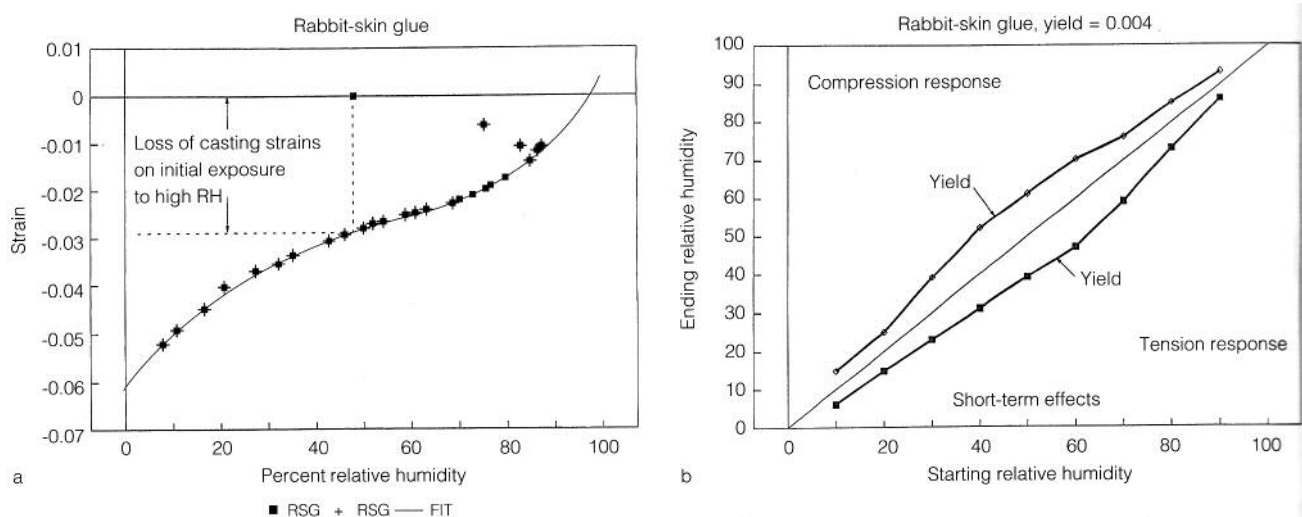 Rabbit-skin glue
0.01
0
-0.01
-0.02
-0.03
-0.04
-0.05
-0.06
-0.07
Strain
Loss of casting strains
on initial exposure
to high RH
0 20 40 60 80 100
Percent relative humidity
a
■ RSG + RSG — FIT
Rabbit-skin glue, yield = 0.004
100
90
80
70
60
50
40
30
20
10
0
Ending relative humidity
Compression response
Yield
Yield
Tension response
Short-term effects
0 20 40 60 80 100
Starting relative humidity
b